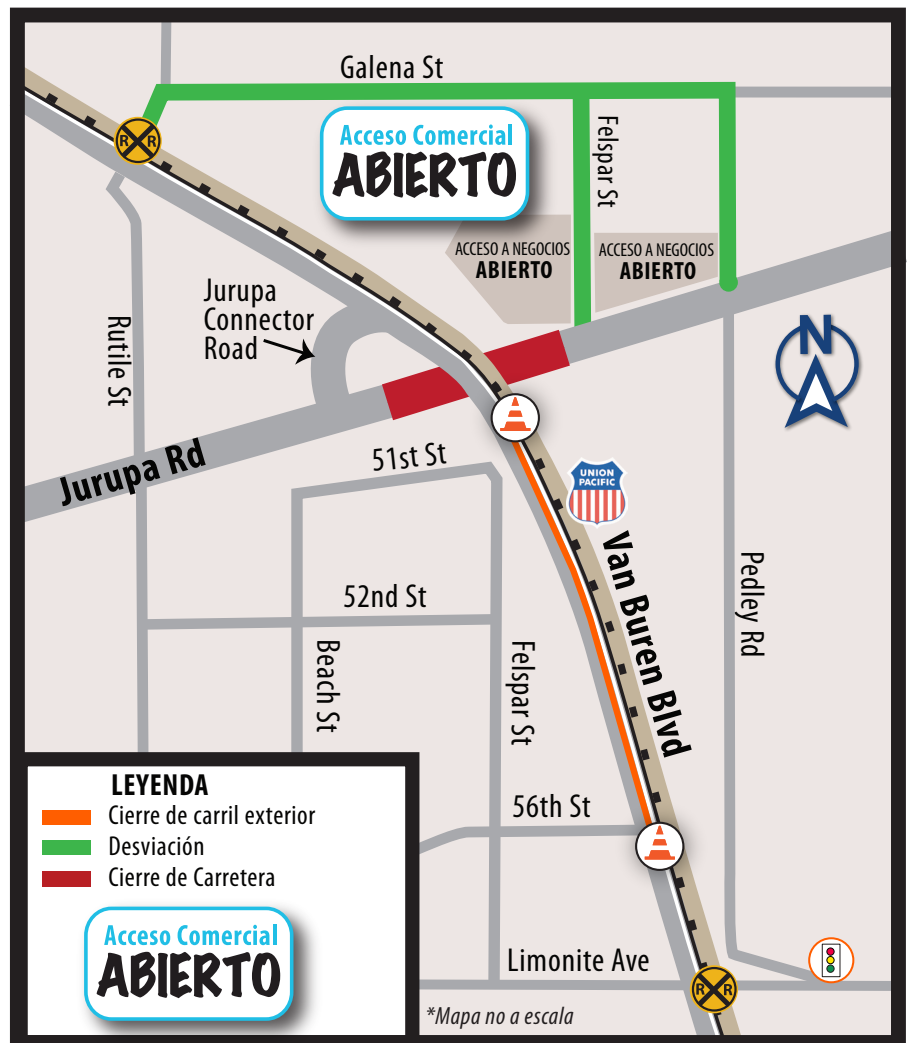 Galena St
R R
Acceso Comercial
ABIERTO
Felspar St
ACCESO A NEGOCIOS
ABIERTO
ACCESO A NEGOCIOS
ABIERTO
Jurupa
Connector
Road
Rutile St
N
Jurupa Rd
51st St
UNION
PACIFIC
Van Buren Blvd
Pedley Rd
52nd St
Beach St
Felspar St
56th St
LEYENDA
Cierre de carril exterior
Desviación
Cierre de Carretera
Acceso Comercial
ABIERTO
Limonite Ave
R R
*Mapa no a escala